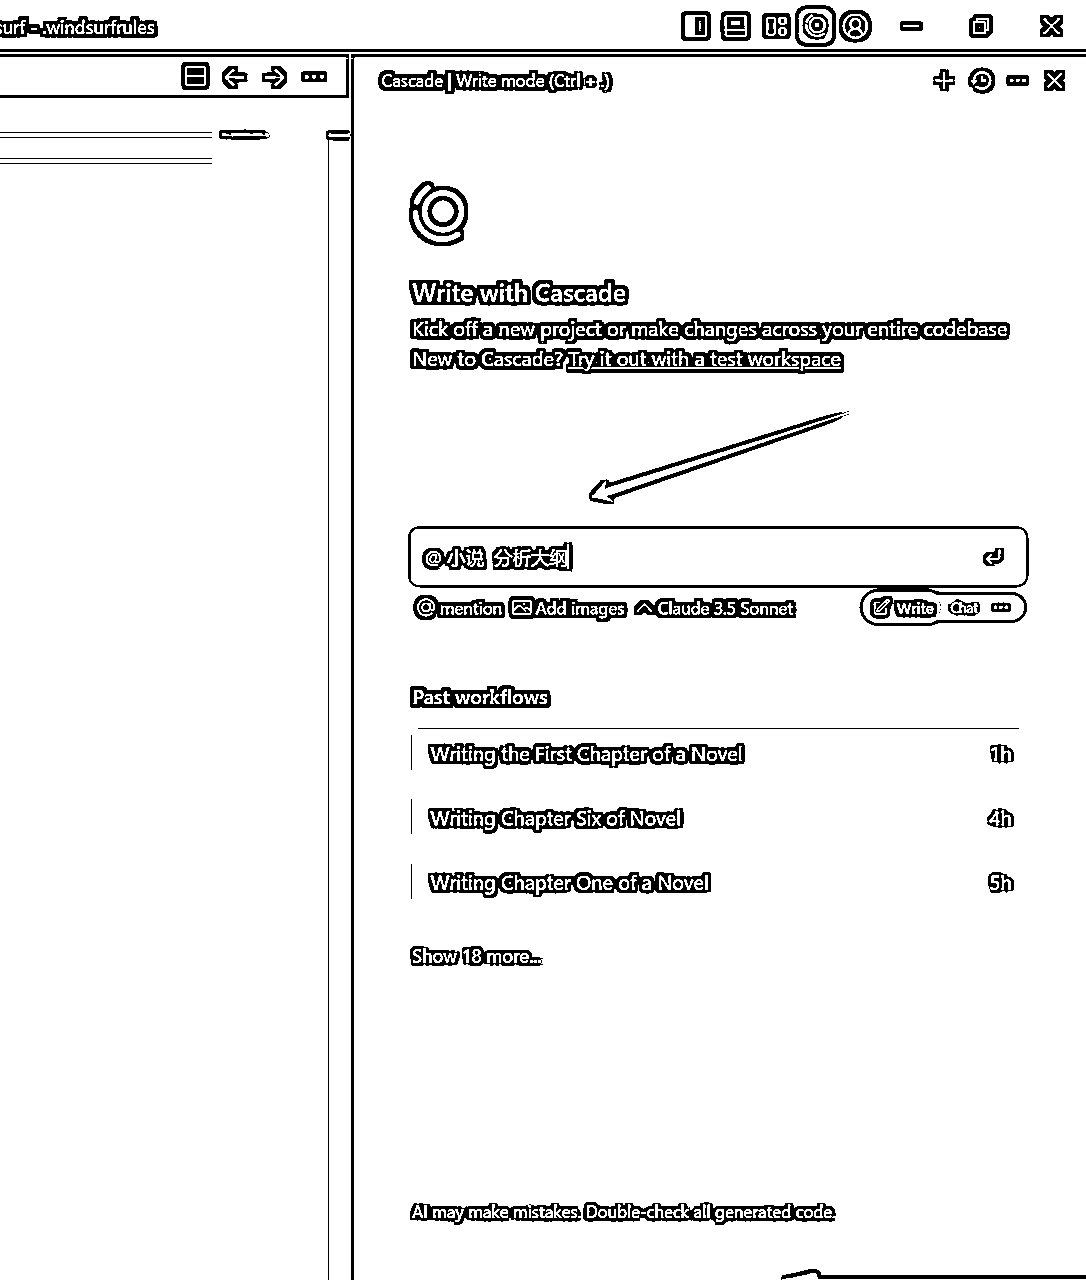 surf - .windsurfrules
Cascade | Write mode (Ctrl + .)
Write with Cascade
Kick off a new project or make changes across your entire codebase
New to Cascade? Try it out with a test workspace
@小说 分析大纲
@ mention Add images Claude 3.5 Sonnet Write Chat
Past workflows
Writing the First Chapter of a Novel 1h
Writing Chapter Six of Novel 4h
Writing Chapter One of a Novel 5h
Show 18 more...
AI may make mistakes. Double-check all generated code.